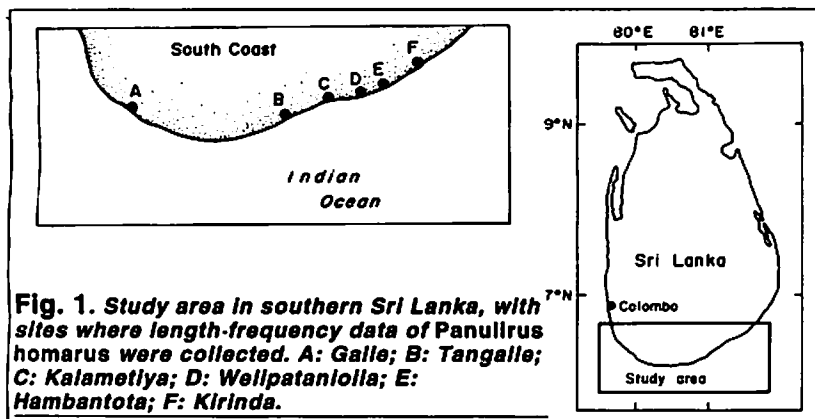 South Coast
A
B
C
D
E
F
Indian
Ocean
Fig. 1. Study area in southern Sri Lanka, with
sites where length-frequency data of Panulirus
homarus were collected. A: Galle; B: Tangalle;
C: Kalametiya; D: Wellpatanlolla; E:
Hambantota; F: Kirinda.
80°E 81°E
9°N
Sri Lanka
7°N
Colombo
Study area